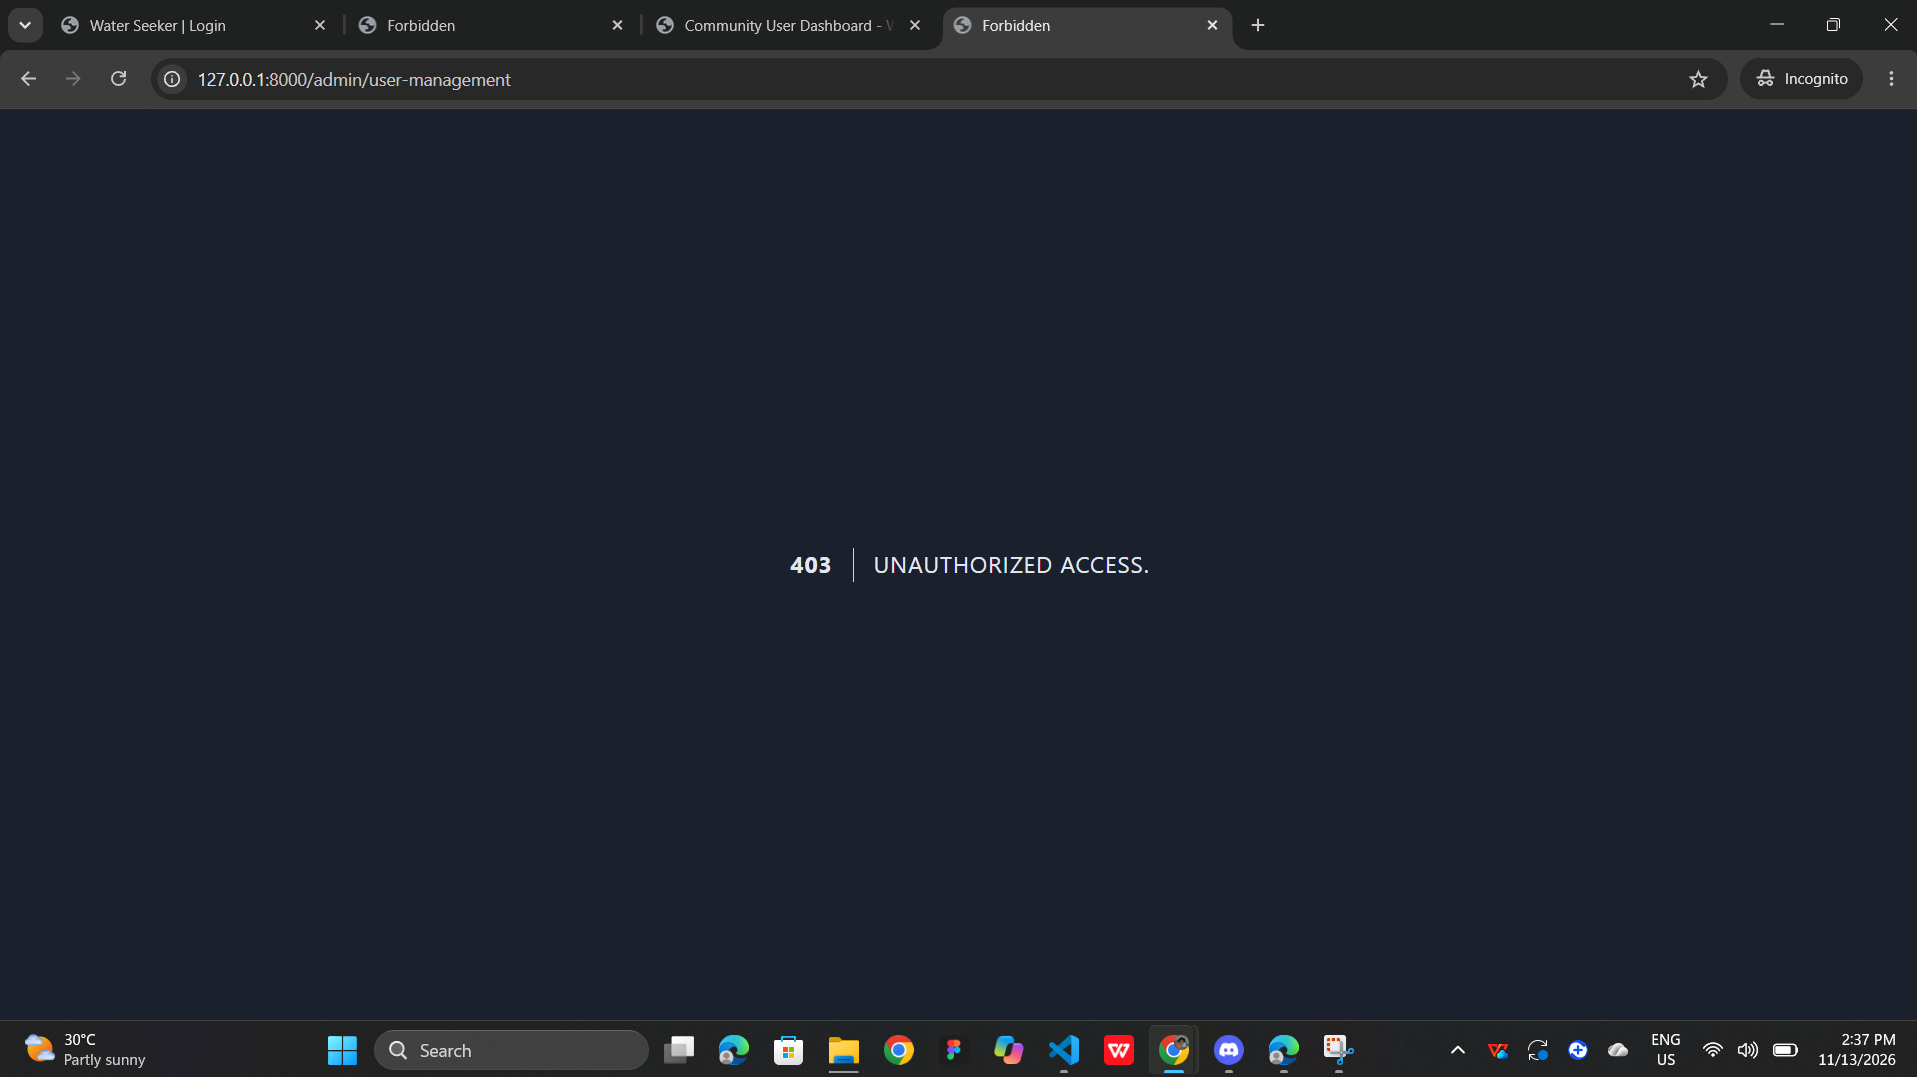 Water Seeker | Login
Forbidden
Community User Dashboard - W
Forbidden
127.0.0.1:8000/admin/user-management
Incognito
403
UNAUTHORIZED ACCESS.
30°C
Partly sunny
Search
ENG
US
2:37 PM
11/13/2026